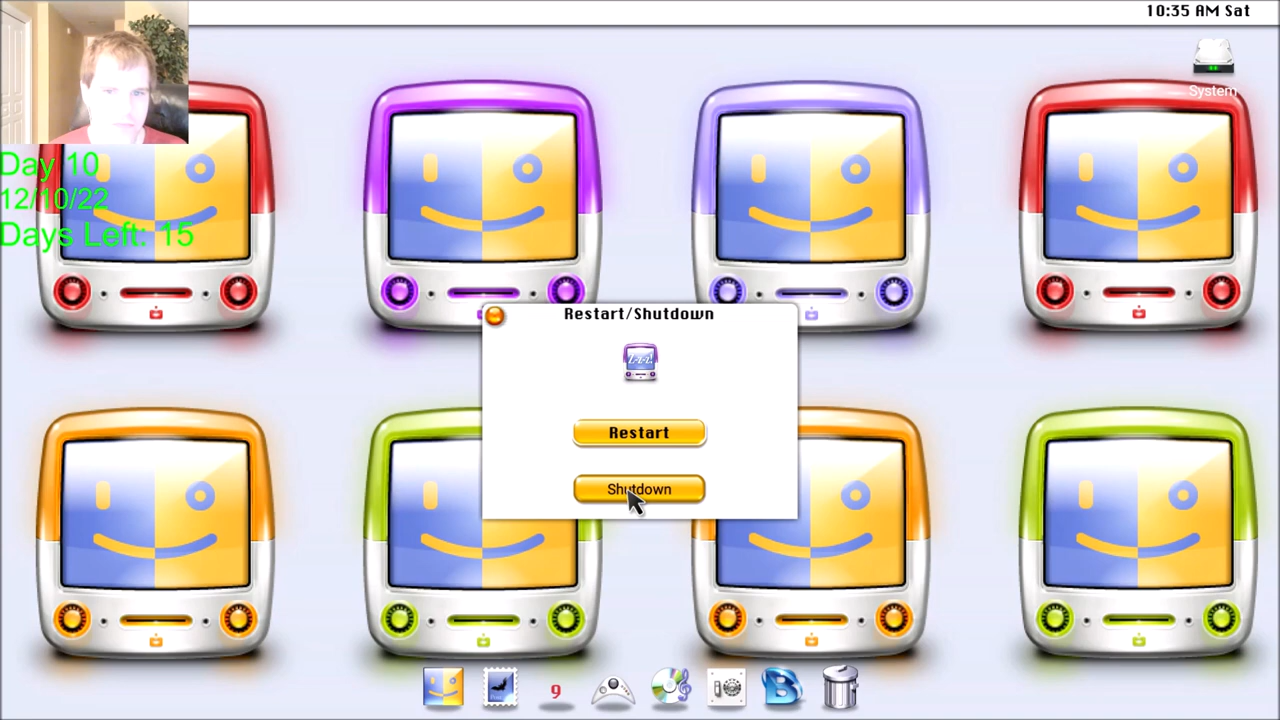 10:35 AM Sat
System
Day 10
12/10/22
Days Left: 15
Restart/Shutdown
Restart
Shutdown
9
B